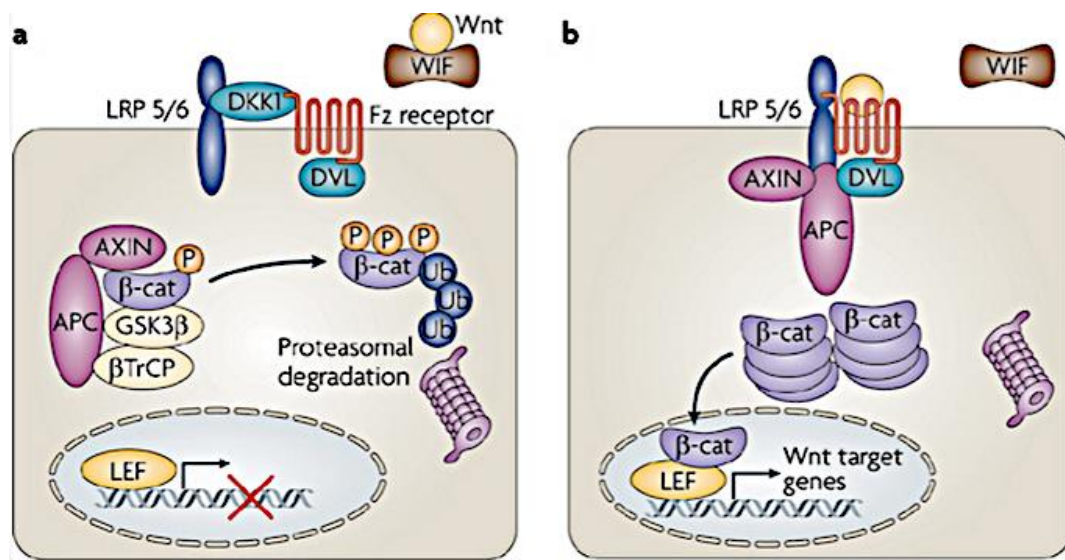 a
Wnt
WIF
LRP 5/6
DKK1
Fz receptor
DVL
AXIN
P
β-cat
APC
GSK3β
βTrCP
P P P
β-cat
Ub
Ub
Ub
Proteasomal
degradation
LEF
b
WIF
LRP 5/6
AXIN
DVL
APC
β-cat
β-cat
β-cat
LEF
Wnt target
genes